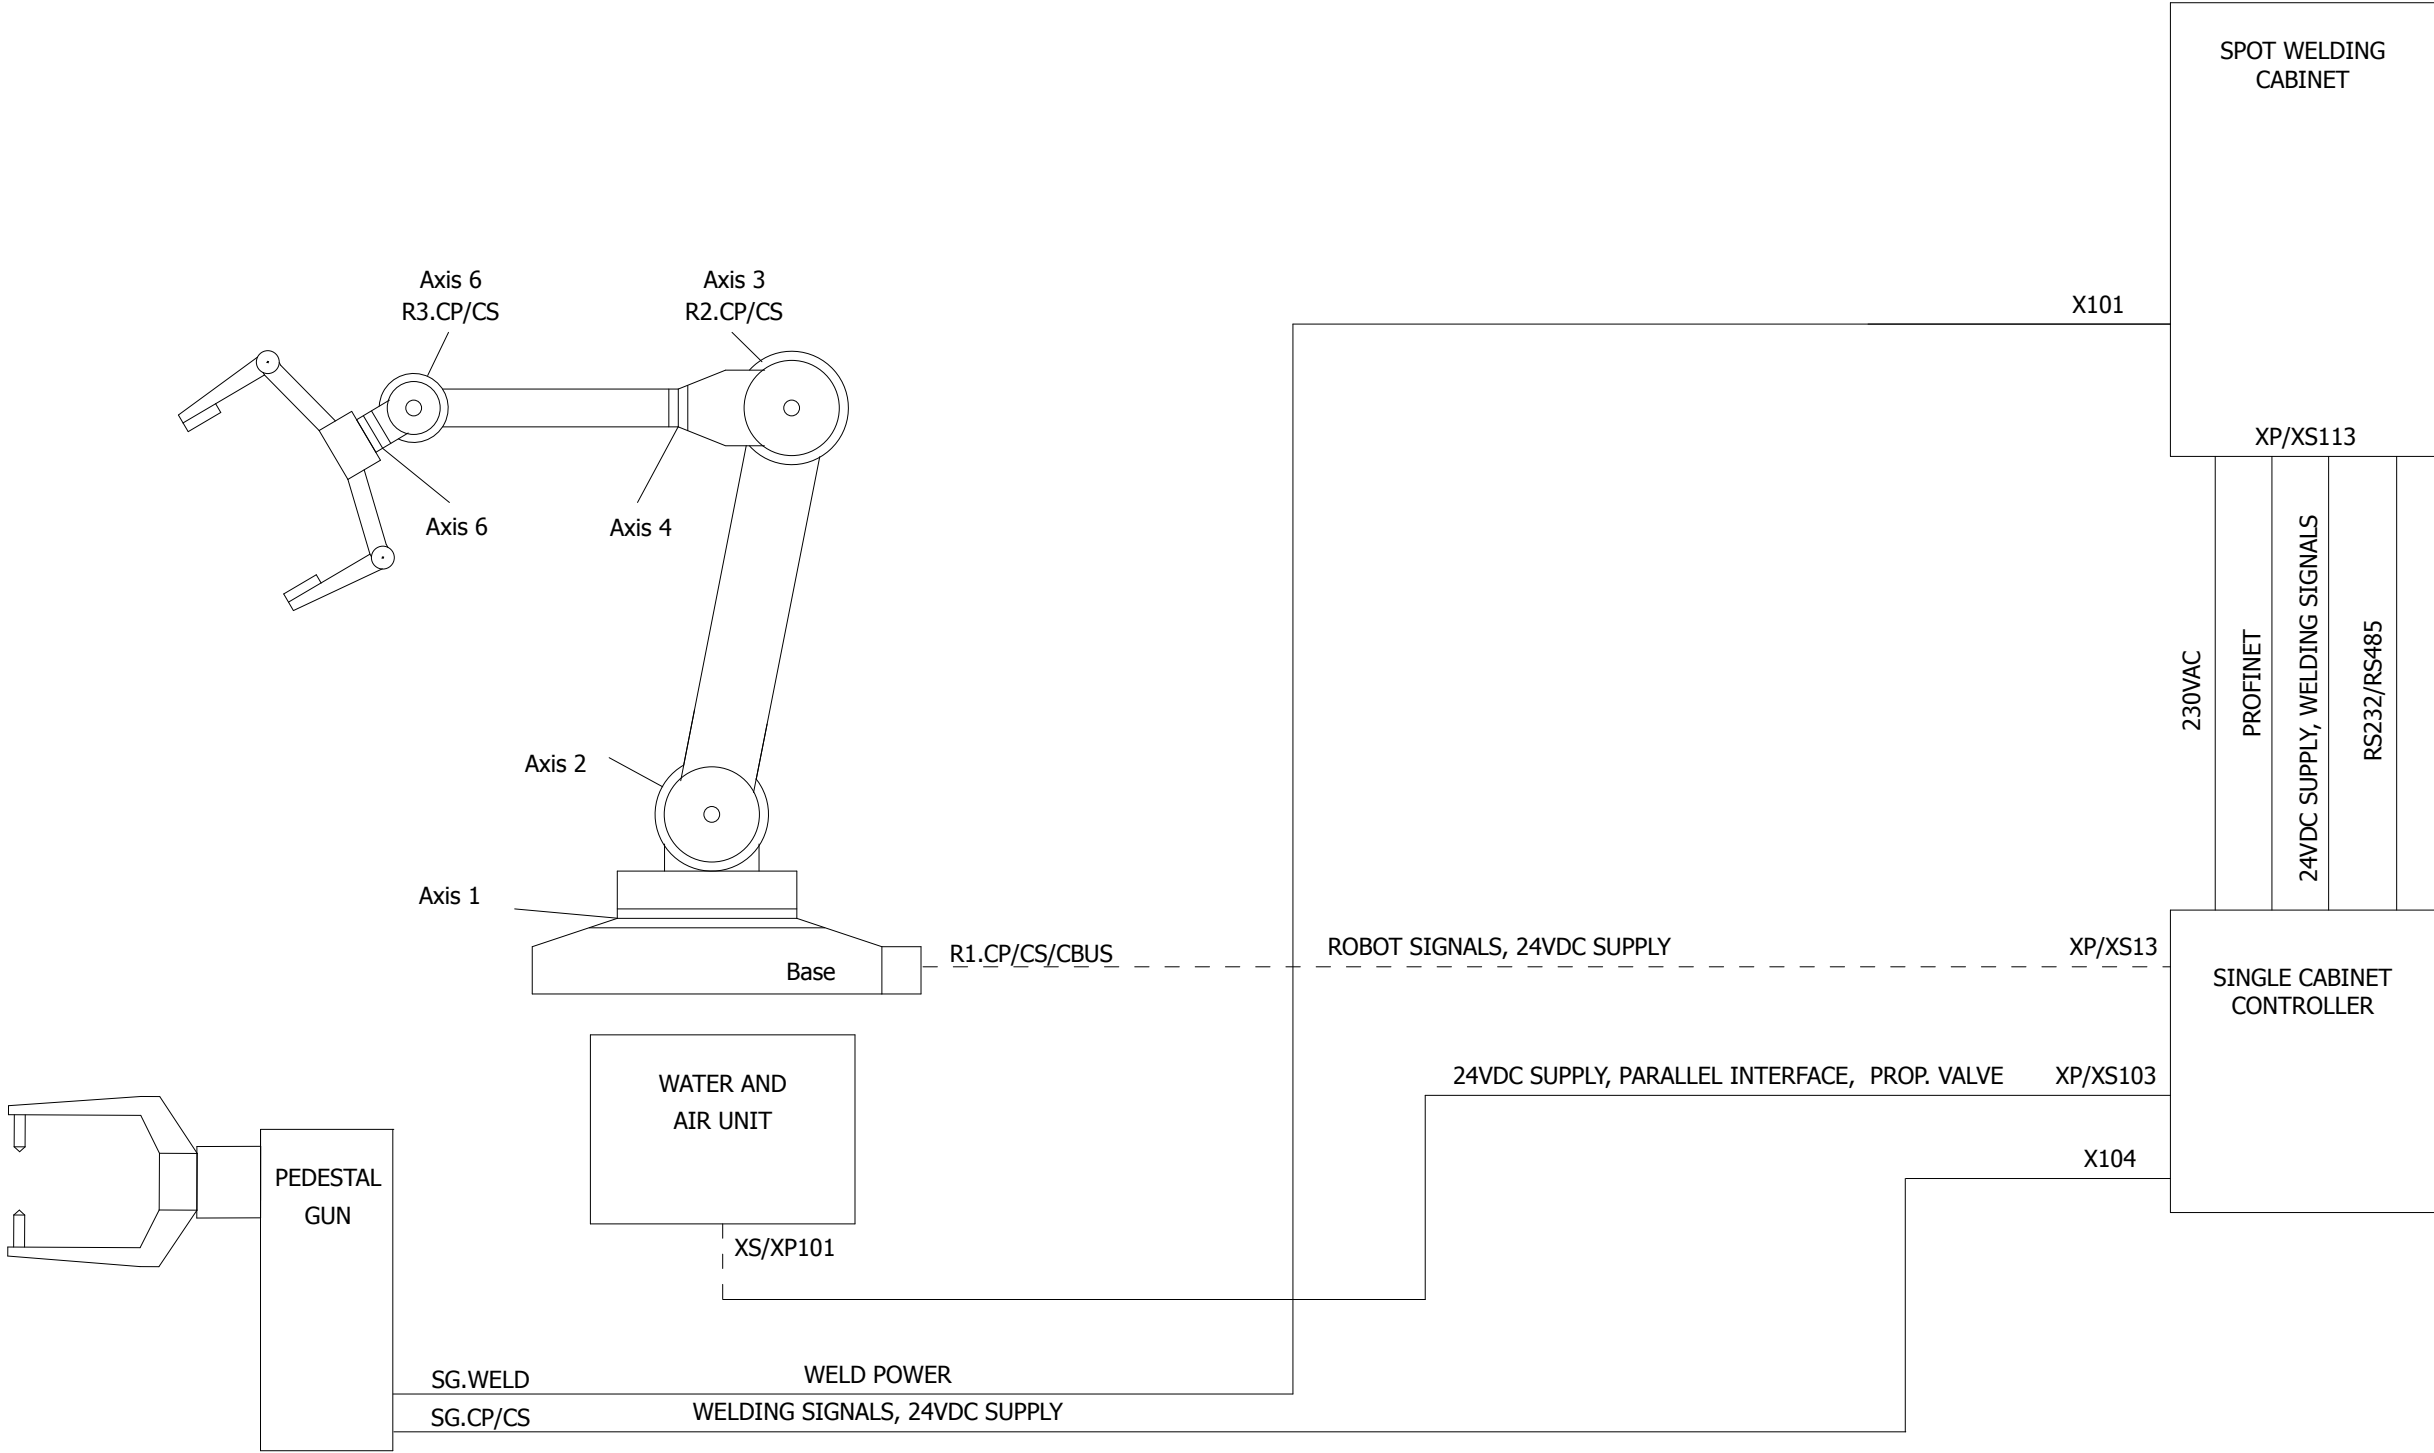 SPOT WELDING
CABINET
Axis 6
R3.CP/CS
Axis 3
R2.CP/CS
X101
XP/XS113
Axis 6
Axis 4
230VAC
PROFINET
24VDC SUPPLY, WELDING SIGNALS
RS232/RS485
Axis 2
Axis 1
Base
R1.CP/CS/CBUS
ROBOT SIGNALS, 24VDC SUPPLY
XP/XS13
SINGLE CABINET
CONTROLLER
WATER AND
AIR UNIT
24VDC SUPPLY, PARALLEL INTERFACE, PROP. VALVE
XP/XS103
X104
PEDESTAL
GUN
XS/XP101
SG.WELD
WELD POWER
SG.CP/CS
WELDING SIGNALS, 24VDC SUPPLY